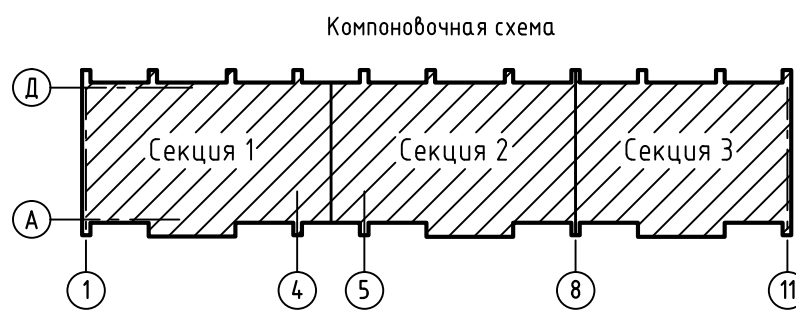 Компоновочная схема
Д
Секция 1 Секция 2 Секция 3
А
1 4 5 8 11